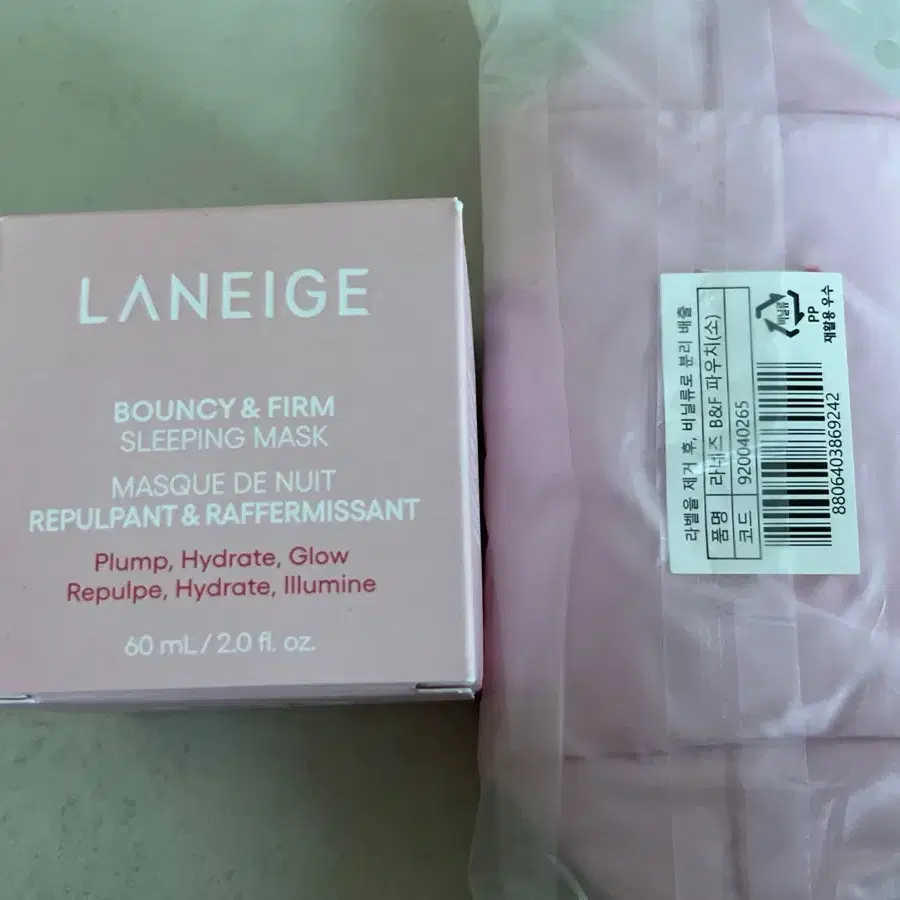 LANEIGE
BOUNCY & FIRM
SLEEPING MASK
MASQUE DE NUIT
REPULPANT & RAFFERMISSANT
Plump, Hydrate, Glow
Repulpe, Hydrate, Illumine
60 mL / 2.0 fl. oz.
라벨을 제거 후, 비닐류로 분리 배출
품명 라네즈 B&F 파우치(소)
코드 920040265
8806403869242
비닐류
PP
재활용 우수